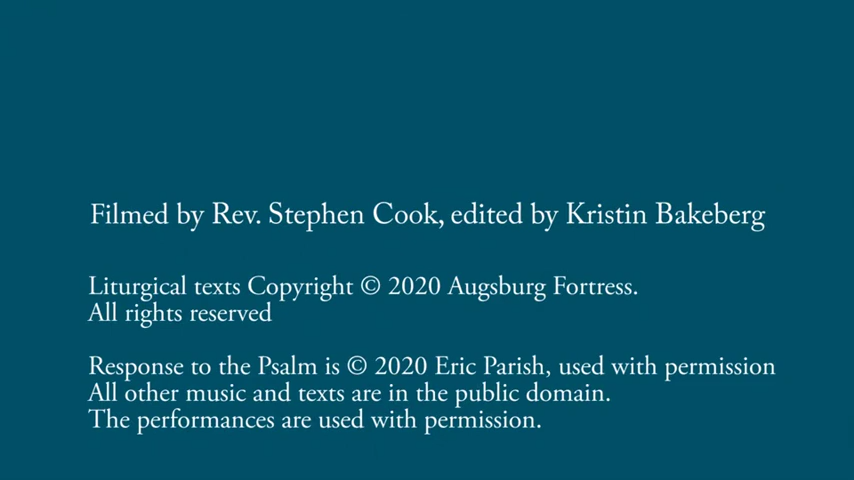 Filmed by Rev. Stephen Cook, edited by Kristin Bakeberg
Liturgical texts Copyright © 2020 Augsburg Fortress.
All rights reserved
Response to the Psalm is © 2020 Eric Parish, used with permission
All other music and texts are in the public domain.
The performances are used with permission.